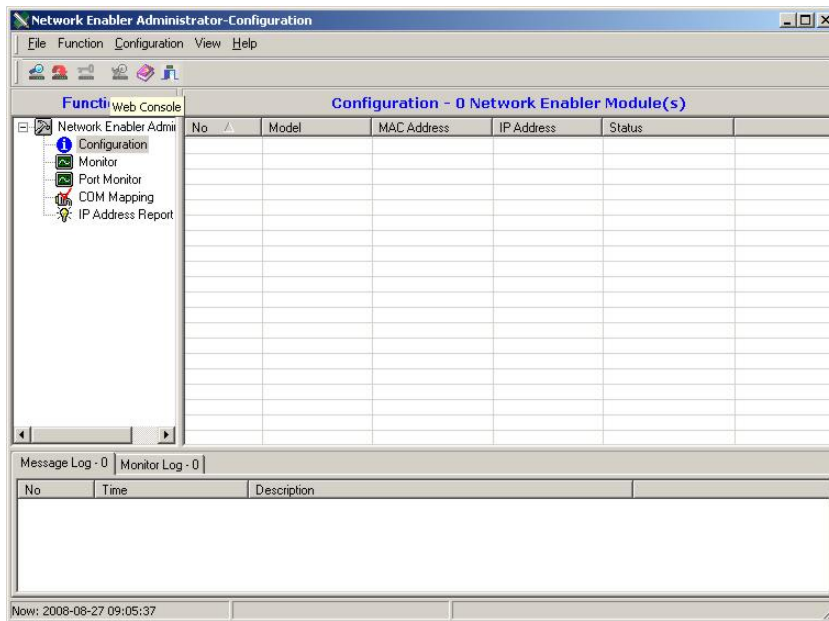 Network Enabler Administrator-Configuration
File Function Configuration View Help
Web Console
Configuration - 0 Network Enabler Module(s)
Network Enabler
Configuration
Monitor
Port Monitor
COM Mapping
IP Address Report
No Model MAC Address IP Address Status
Message Log - 0 Monitor Log - 0
No Time Description
Now: 2008-08-27 09:05:37